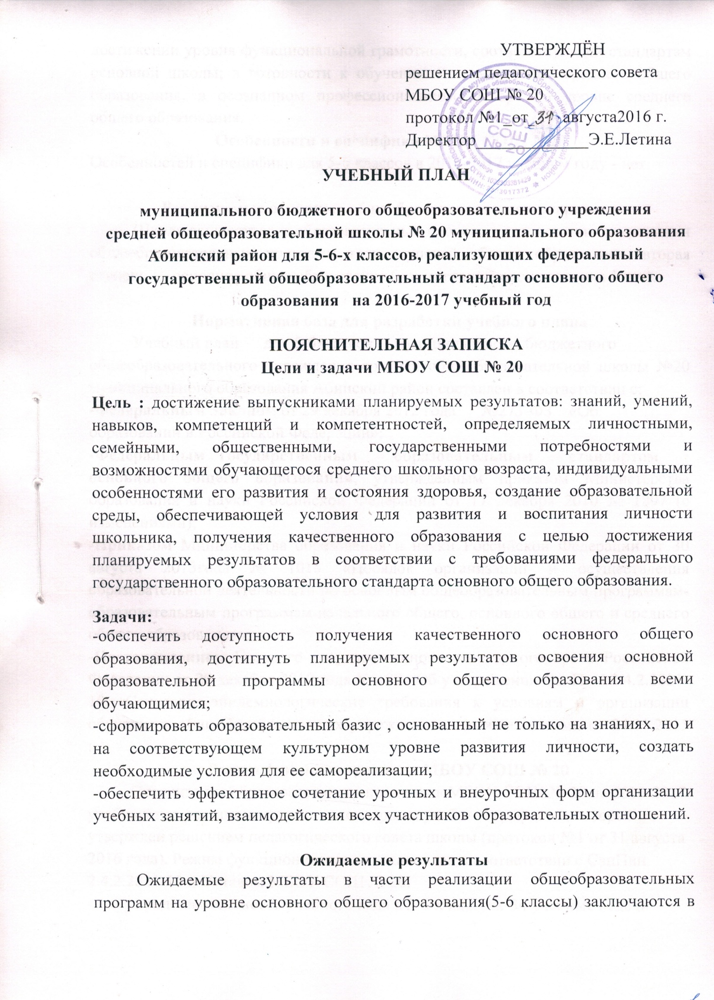 УТВЕРЖДЁН
решением педагогического совета
МБОУ СОШ № 20
протокол №1_от_31 августа2016 г.
Директор_____________Э.Е.Летина
МБОУ
СОШ
№ 20
УЧЕБНЫЙ ПЛАН
муниципального бюджетного общеобразовательного учреждения
средней общеобразовательной школы № 20 муниципального образования
Абинский район для 5-6-х классов, реализующих федеральный
государственный общеобразовательный стандарт основного общего
образования на 2016-2017 учебный год
ПОЯСНИТЕЛЬНАЯ ЗАПИСКА
Цели и задачи МБОУ СОШ № 20
Цель : достижение выпускниками планируемых результатов: знаний, умений,
навыков, компетенций и компетентностей, определяемых личностными,
семейными, общественными, государственными потребностями и
возможностями обучающегося среднего школьного возраста, индивидуальными
особенностями его развития и состояния здоровья, создание образовательной
среды, обеспечивающей условия для развития и воспитания личности
школьника, получения качественного образования с целью достижения
планируемых результатов в соответствии с требованиями федерального
государственного образовательного стандарта основного общего образования.
Задачи:
-обеспечить доступность получения качественного основного общего
образования, достигнуть планируемых результатов освоения основной
образовательной программы основного общего образования всеми
обучающимися;
-сформировать образовательный базис , основанный не только на знаниях, но и
на соответствующем культурном уровне развития личности, создать
необходимые условия для ее самореализации;
-обеспечить эффективное сочетание урочных и внеурочных форм организации
учебных занятий, взаимодействия всех участников образовательных отношений.
Ожидаемые результаты
Ожидаемые результаты в части реализации общеобразовательных
программ на уровне основного общего образования(5-6 классы) заключаются в